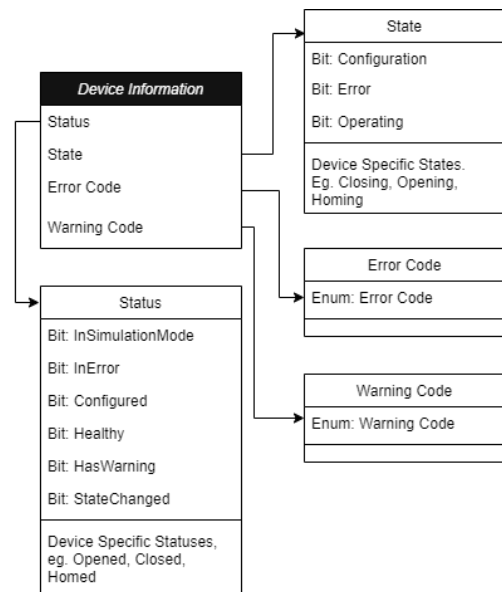 Device Information
Status
State
Error Code
Warning Code
State
Bit: Configuration
Bit: Error
Bit: Operating
Device Specific States.
Eg. Closing, Opening,
Homing
Error Code
Enum: Error Code
Warning Code
Enum: Warning Code
Status
Bit: InSimulationMode
Bit: InError
Bit: Configured
Bit: Healthy
Bit: HasWarning
Bit: StateChanged
Device Specific Statuses,
eg. Opened, Closed,
Homed